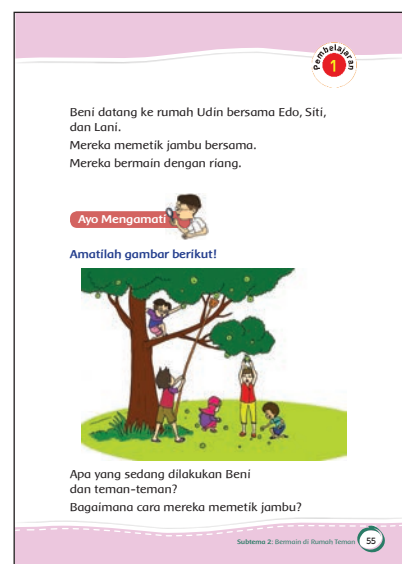 Pembelajaran
1
Beni datang ke rumah Udin bersama Edo, Siti,
dan Lani.
Mereka memetik jambu bersama.
Mereka bermain dengan riang.
Ayo Mengamati
Amatilah gambar berikut!
Apa yang sedang dilakukan Beni
dan teman-teman?
Bagaimana cara mereka memetik jambu?
Subtema 2: Bermain di Rumah Teman
55